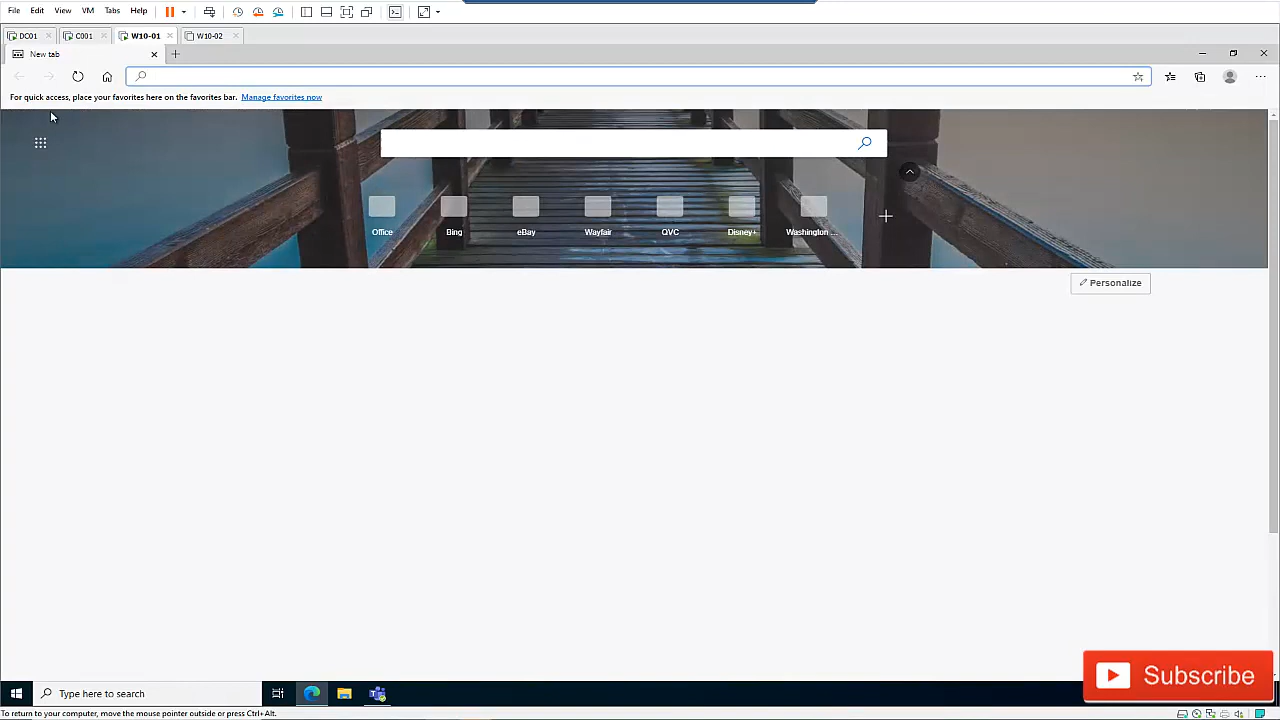 File Edit View VM Tabs Help
DC01 C001 W10-01 W10-02
New tab
For quick access, place your favorites here on the favorites bar. Manage favorites now
Office Bing eBay Wayfair QVC Disney+ Washington ...
Personalize
Subscribe
Type here to search
To return to your computer, move the mouse pointer outside or press Ctrl+Alt.